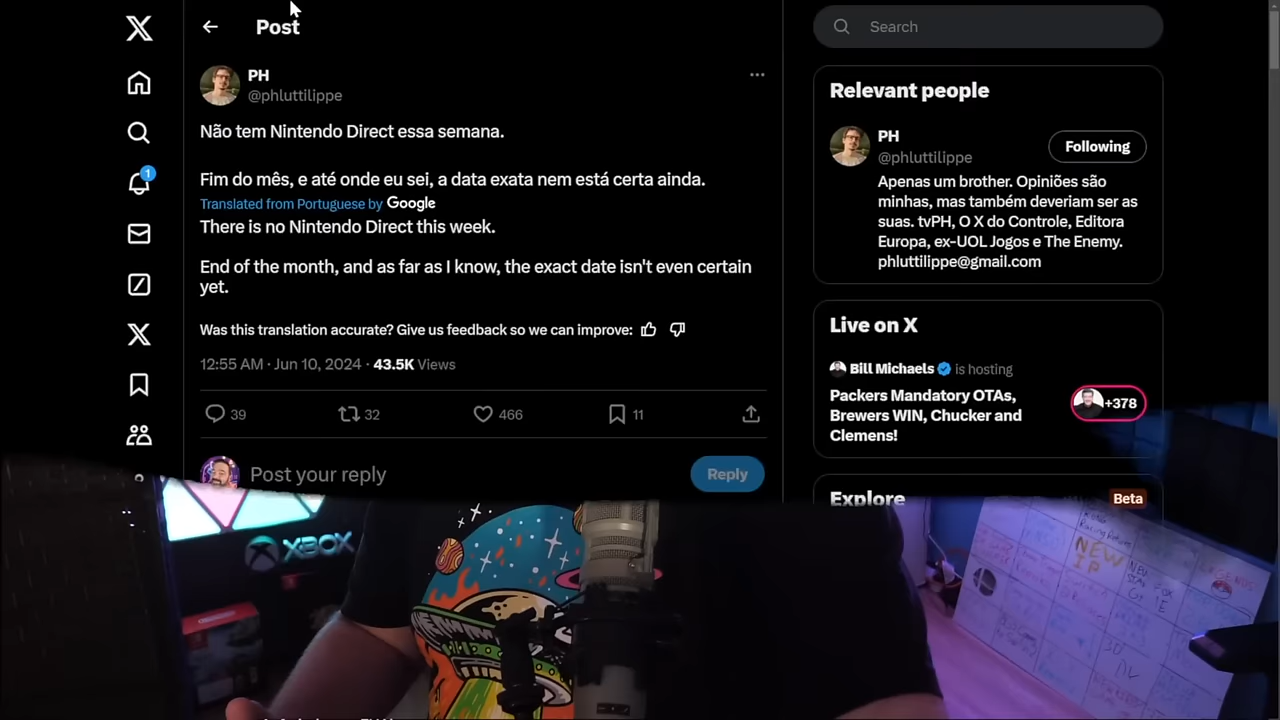 Post
Search
PH
@phluttilippe
Não tem Nintendo Direct essa semana.
Fim do mês, e até onde eu sei, a data exata nem está certa ainda.
Translated from Portuguese by Google
There is no Nintendo Direct this week.
End of the month, and as far as I know, the exact date isn't even certain
yet.
Was this translation accurate? Give us feedback so we can improve:
12:55 AM · Jun 10, 2024 · 43.5K Views
39
32
466
11
Post your reply
Reply
1
Relevant people
PH
@phluttilippe
Following
Apenas um brother. Opiniões são
minhas, mas também deveriam ser as
suas. tvPH, O X do Controle, Editora
Europa, ex-UOL Jogos e The Enemy.
phluttilippe@gmail.com
Live on X
Bill Michaels is hosting
Packers Mandatory OTAs,
Brewers WIN, Chucker and
Clemens!
+378
Explore
Beta
XBOX
NEW
IP